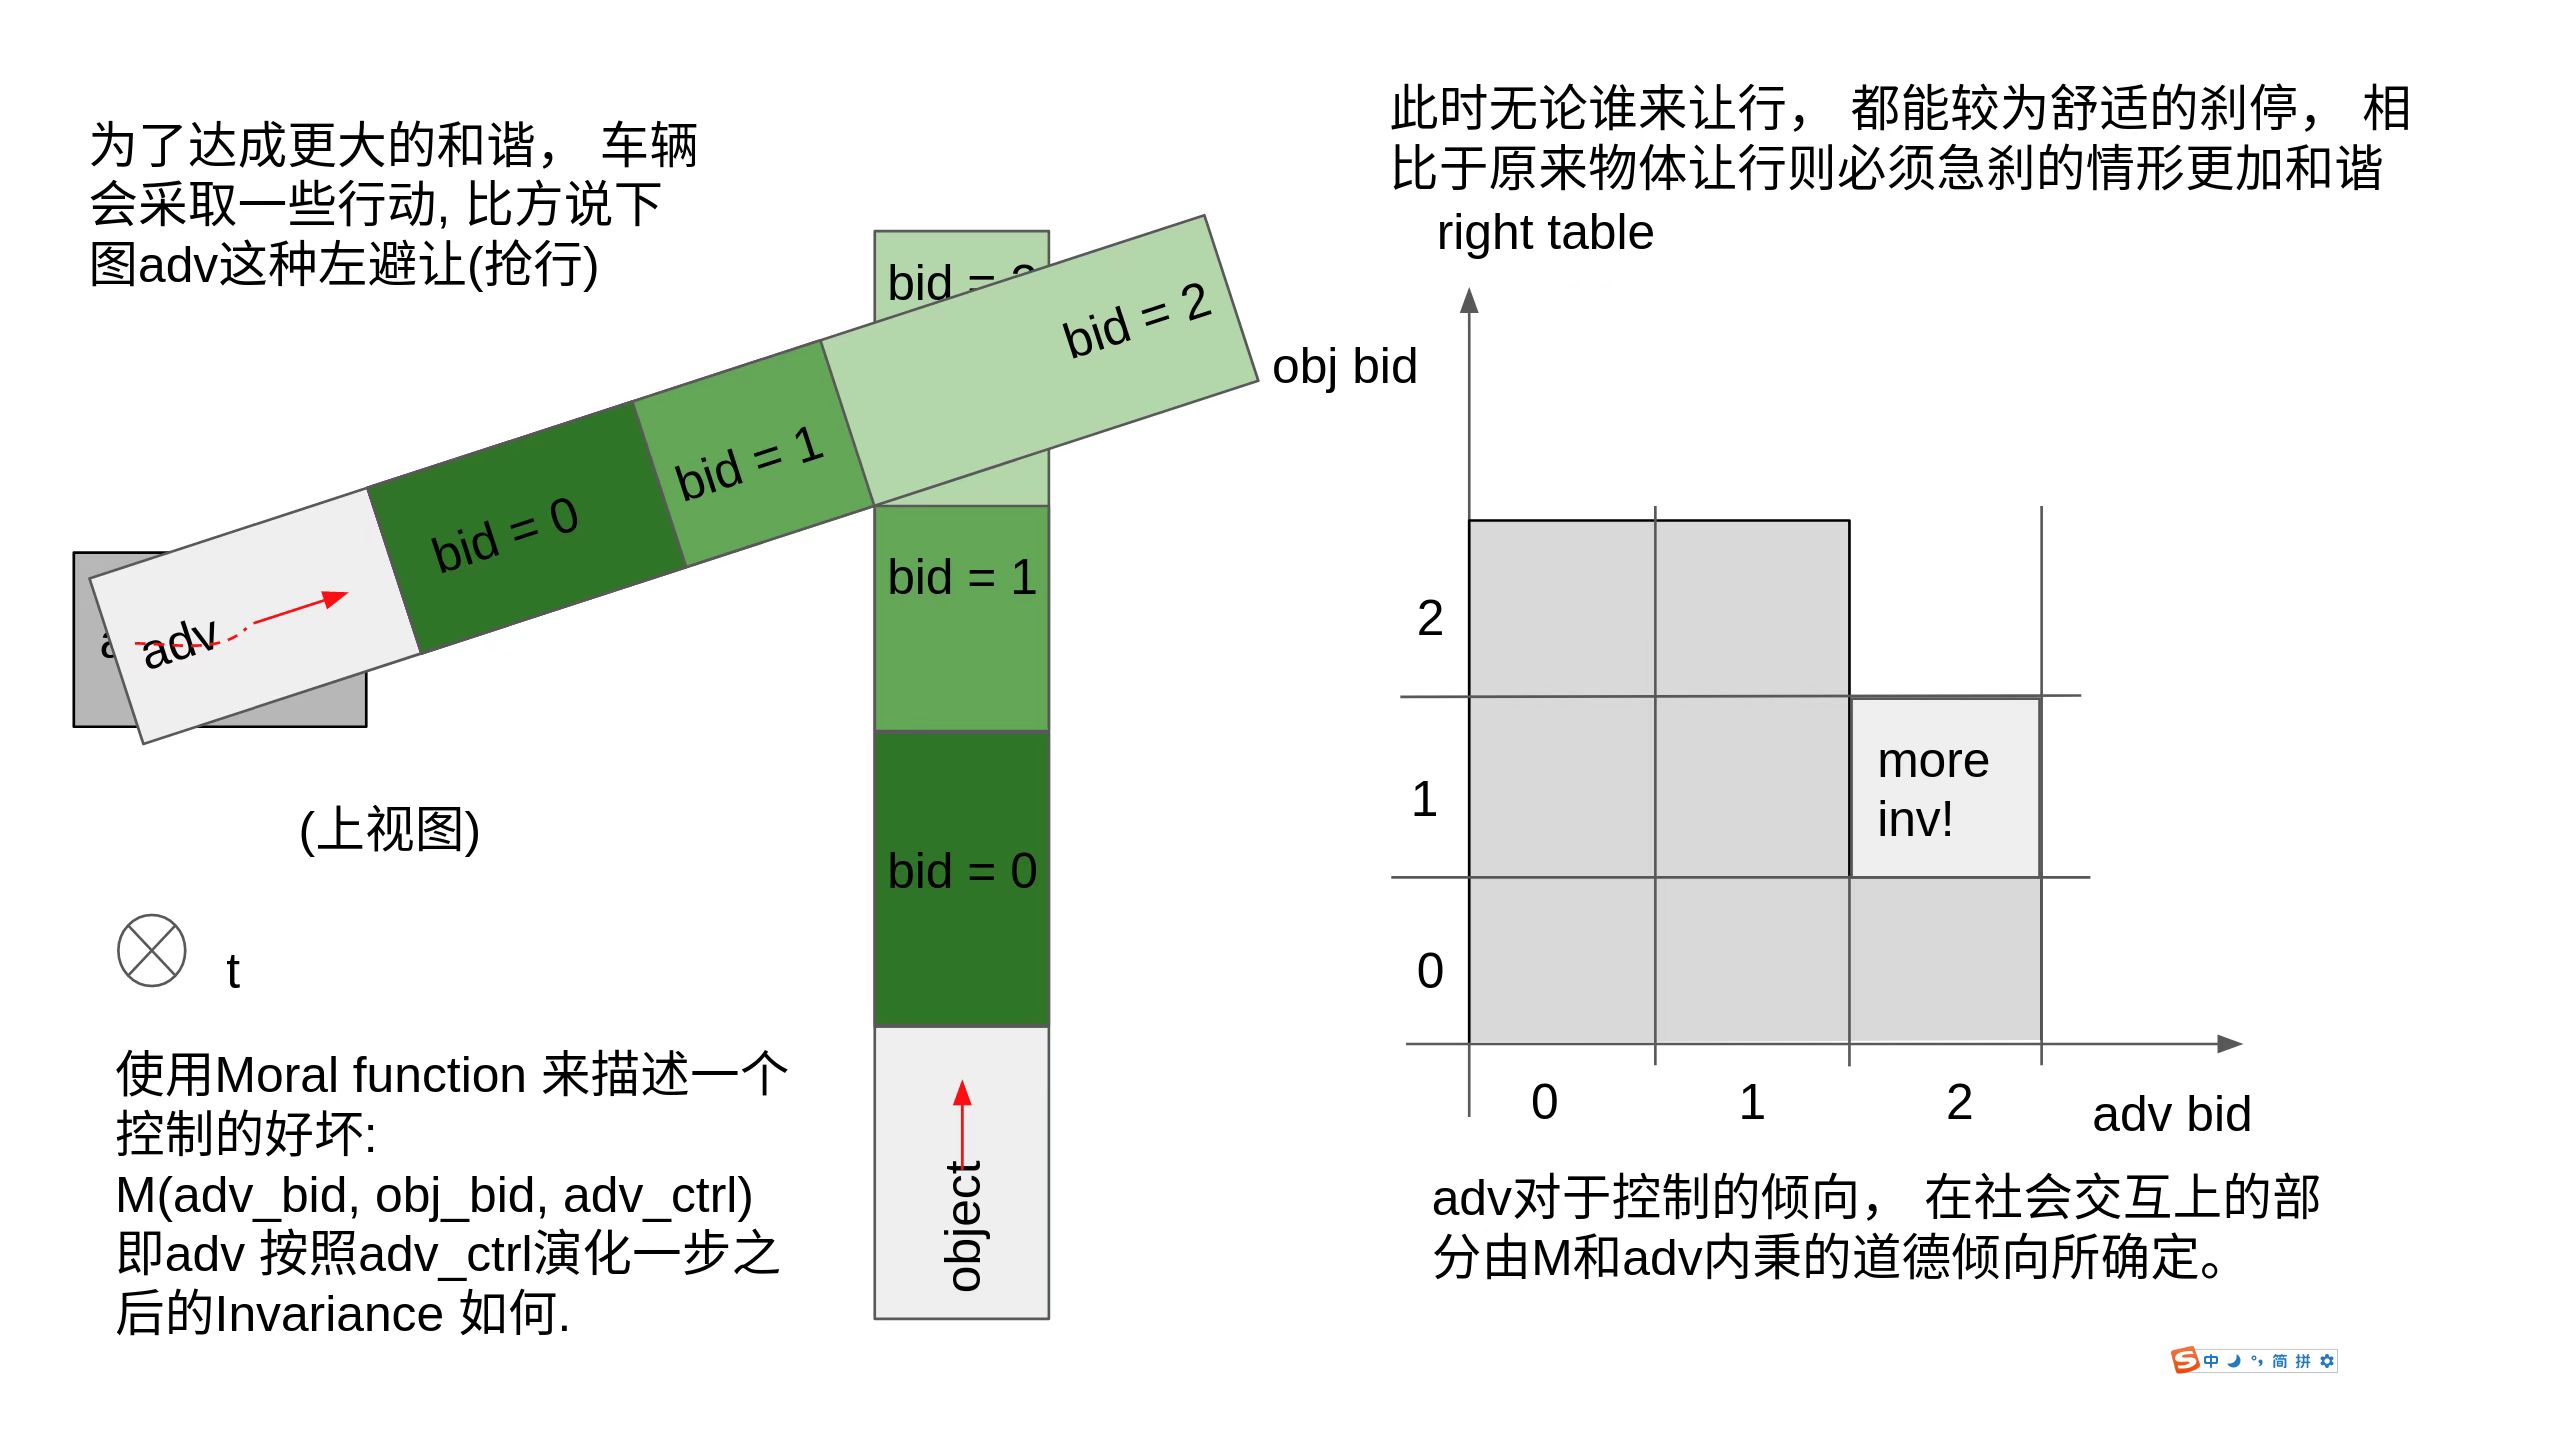 为了达成更大的和谐， 车辆
会采取一些行动, 比方说下
图adv这种左避让(抢行)
此时无论谁来让行， 都能较为舒适的刹停， 相
比于原来物体让行则必须急刹的情形更加和谐
right table
bid =
bid = 2
obj bid
bid = 1
bid = 0
adv
bid = 1
bid = 0
object
(上视图)
t
使用Moral function 来描述一个
控制的好坏:
M(adv_bid, obj_bid, adv_ctrl)
即adv 按照adv_ctrl演化一步之
后的Invariance 如何.
2
1
0
more
inv!
0 1 2
adv bid
adv对于控制的倾向， 在社会交互上的部
分由M和adv内秉的道德倾向所确定。
中 简 拼